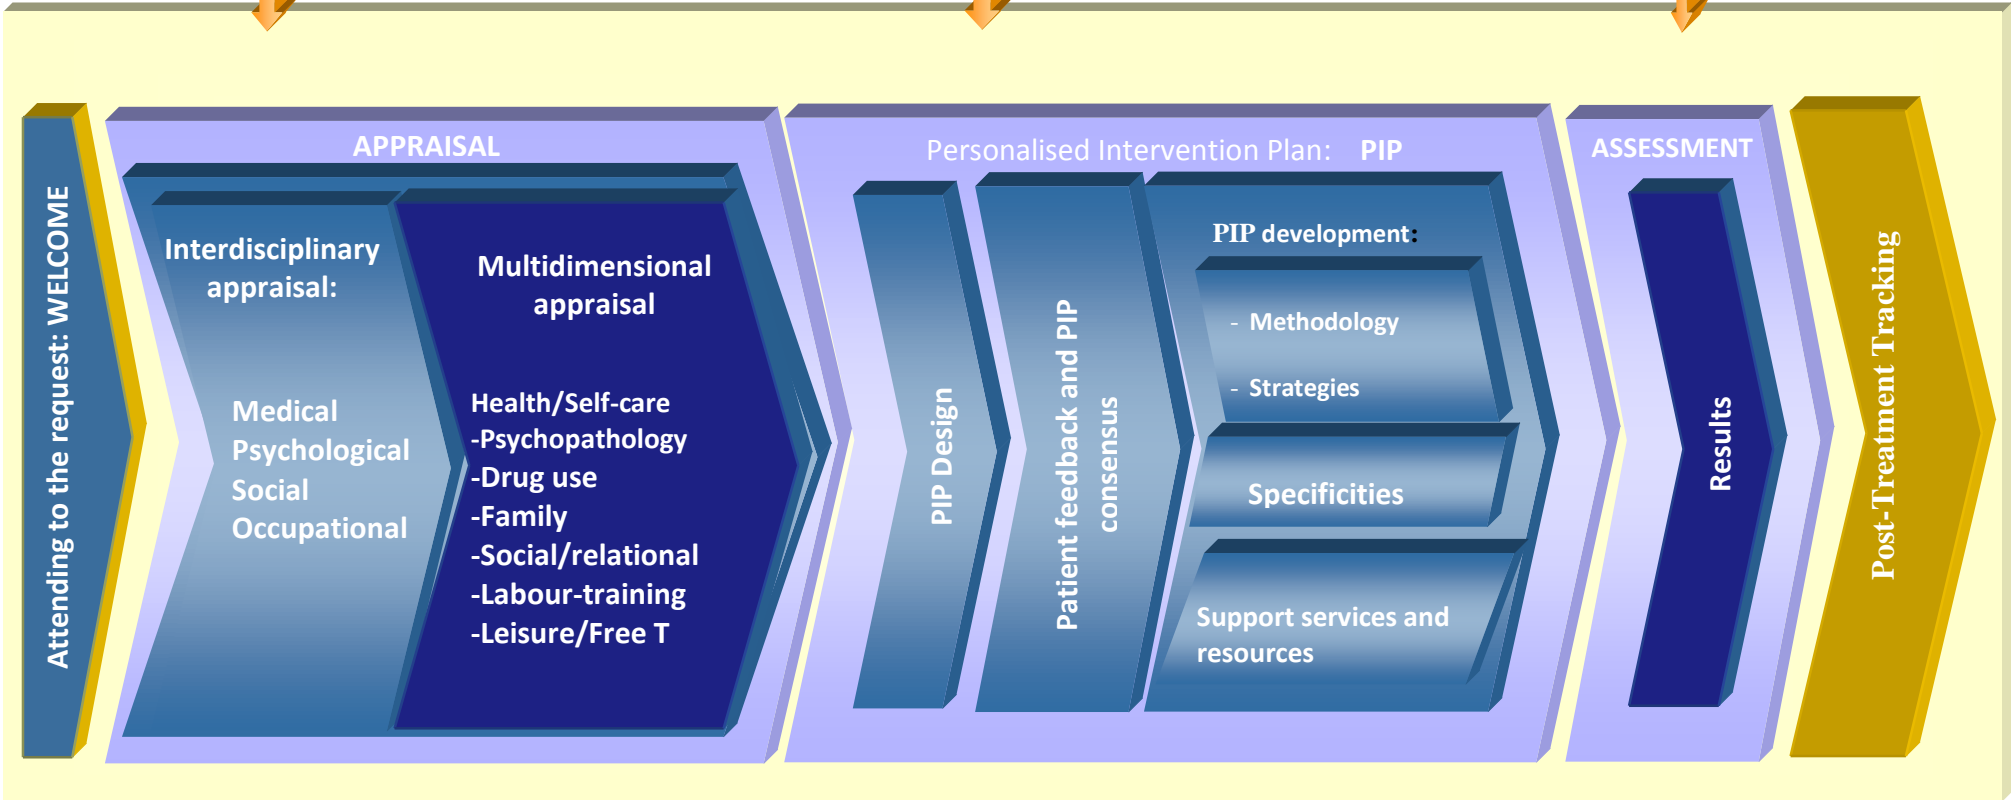 Attending to the request: WELCOME
APPRAISAL
Interdisciplinary
appraisal:
Medical
Psychological
Social
Occupational
Multidimensional
appraisal
Health/Self-care
-Psychopathology
-Drug use
-Family
-Social/relational
-Labour-training
-Leisure/Free T
Personalised Intervention Plan: PIP
PIP Design
Patient feedback and PIP
consensus
PIP development:
- Methodology
- Strategies
Specificities
Support services and
resources
ASSESSMENT
Results
Post-Treatment Tracking